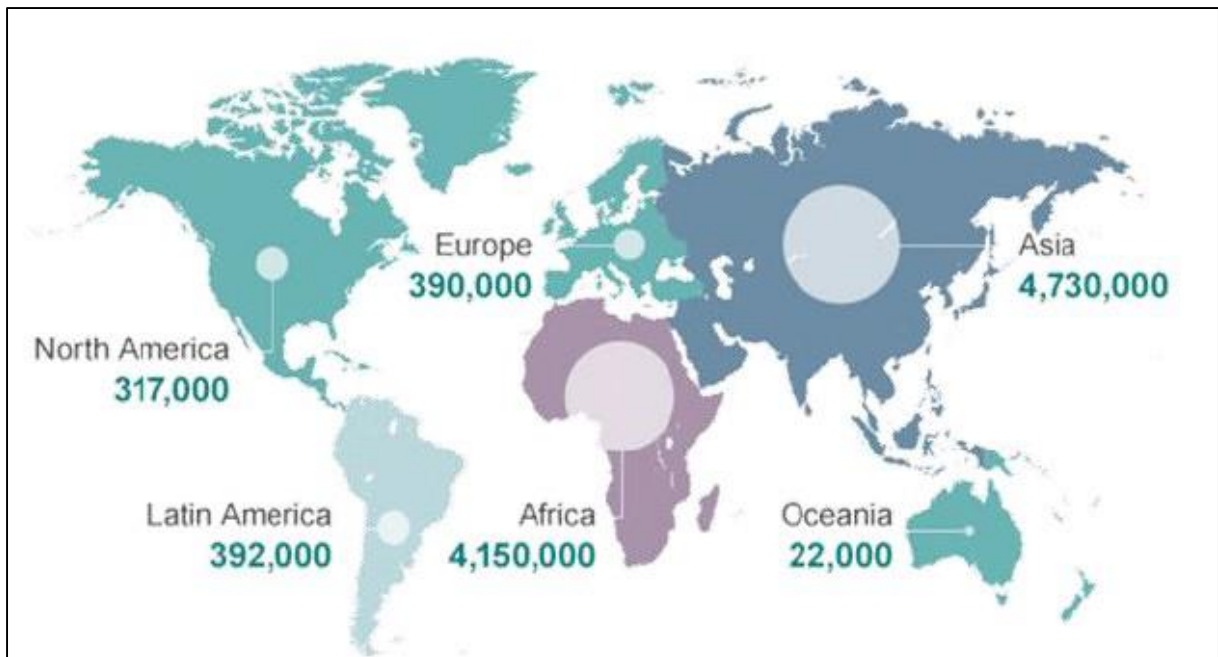 Europe
390,000
Asia
4,730,000
North America
317,000
Latin America
392,000
Africa
4,150,000
Oceania
22,000